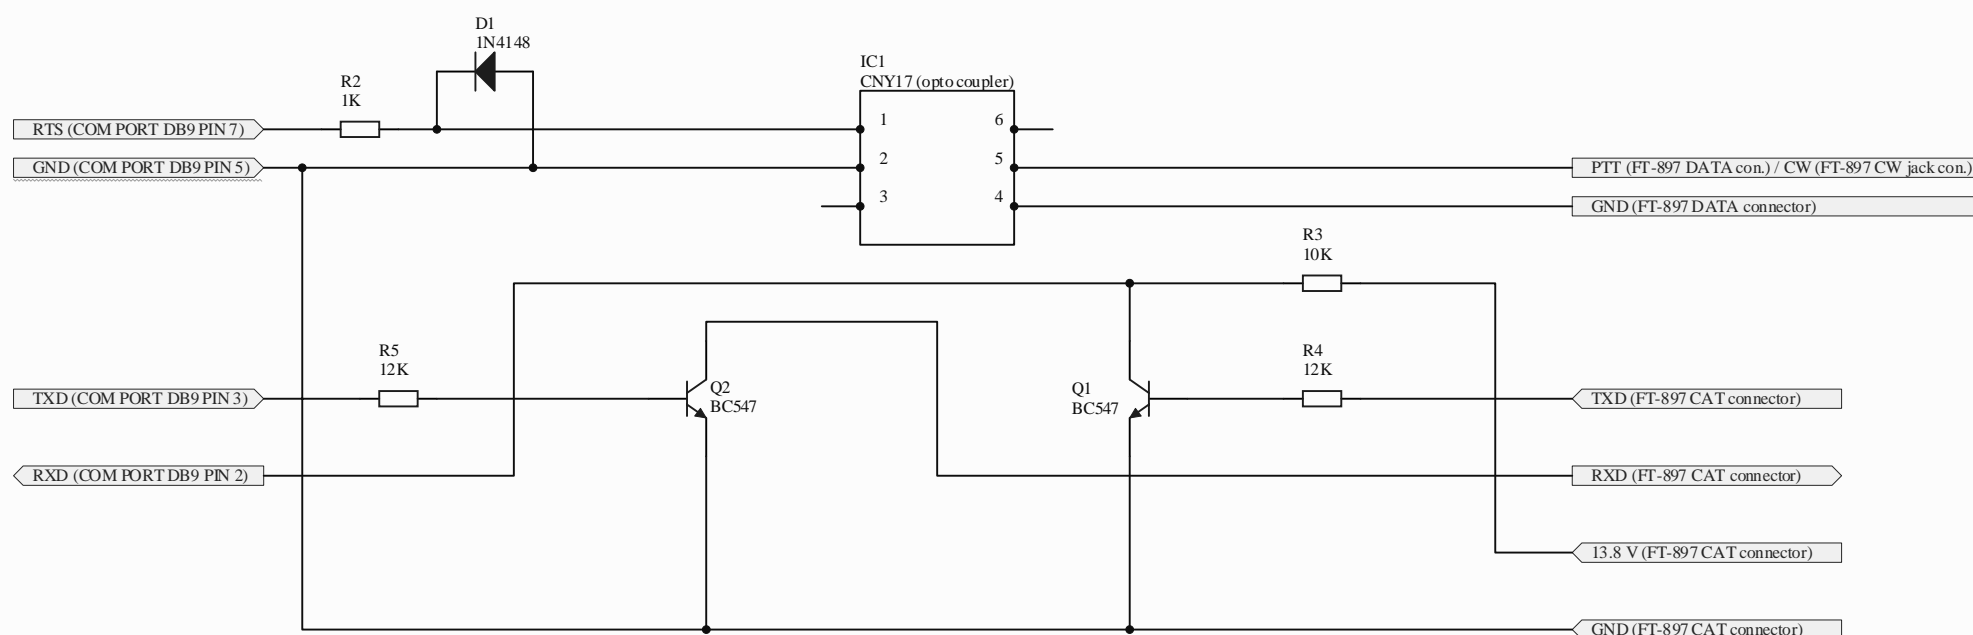 D1
1N4148
IC1
CNY17 (opto coupler)
R2
1K
RTS (COM PORT DB9 PIN 7)
1
6
GND (COM PORT DB9 PIN 5)
2
5
PTT (FT-897 DATA con.) / CW (FT-897 CW jack con.)
3
4
GND (FT-897 DATA connector)
R3
10K
R5
12K
R4
12K
TXD (COM PORT DB9 PIN 3)
Q2
BC547
Q1
BC547
TXD (FT-897 CAT connector)
RXD (COM PORT DB9 PIN 2)
RXD (FT-897 CAT connector)
13.8 V (FT-897 CAT connector)
GND (FT-897 CAT connector)